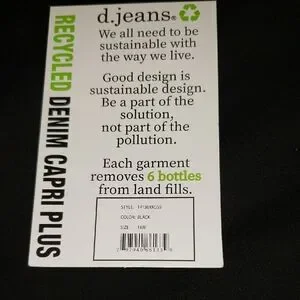 d.jeans®
We all need to be
sustainable with
the way we live.
Good design is
sustainable design.
Be a part of the
solution,
not part of the
pollution.
Each garment
removes 6 bottles
from land fills.
RECYCLED DENIM CAPRI PLUS
STYLE:
COLOR: BLACK
SIZE